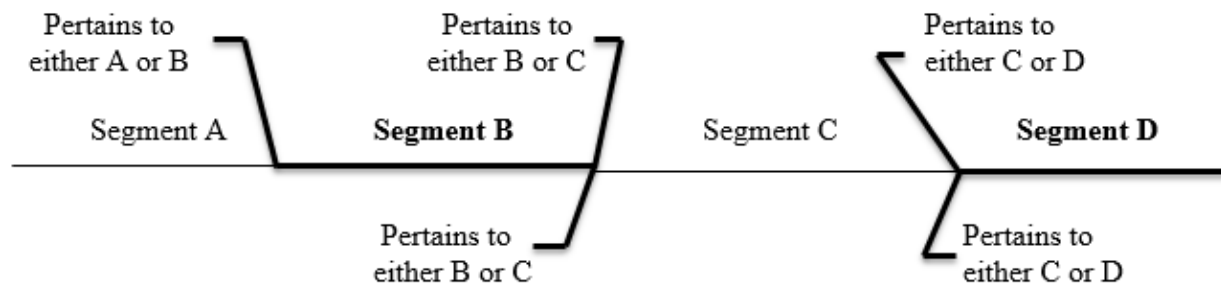 Pertains to
either A or B
Pertains to
either B or C
Pertains to
either C or D
Segment A
Segment B
Segment C
Segment D
Pertains to
either B or C
Pertains to
either C or D